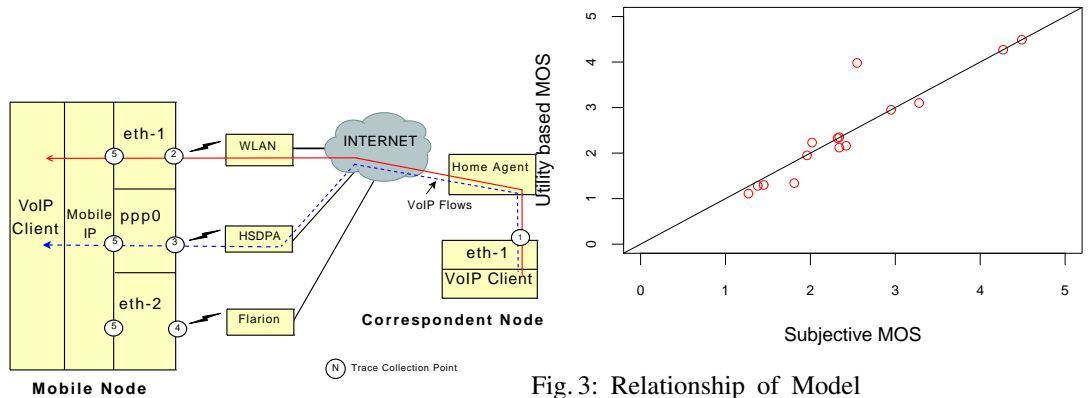 eth-1
5
2
WLAN
INTERNET
Home Agent
VoIP Flows
VoIP
Client
Mobile
IP
ppp0
5
3
HSDPA
1
eth-1
VoIP Client
eth-2
5
4
Flarion
Correspondent Node
N Trace Collection Point
Mobile Node
Utility based MOS
5
4
3
2
1
0
0 1 2 3 4 5
Subjective MOS
Fig. 3: Relationship of Model